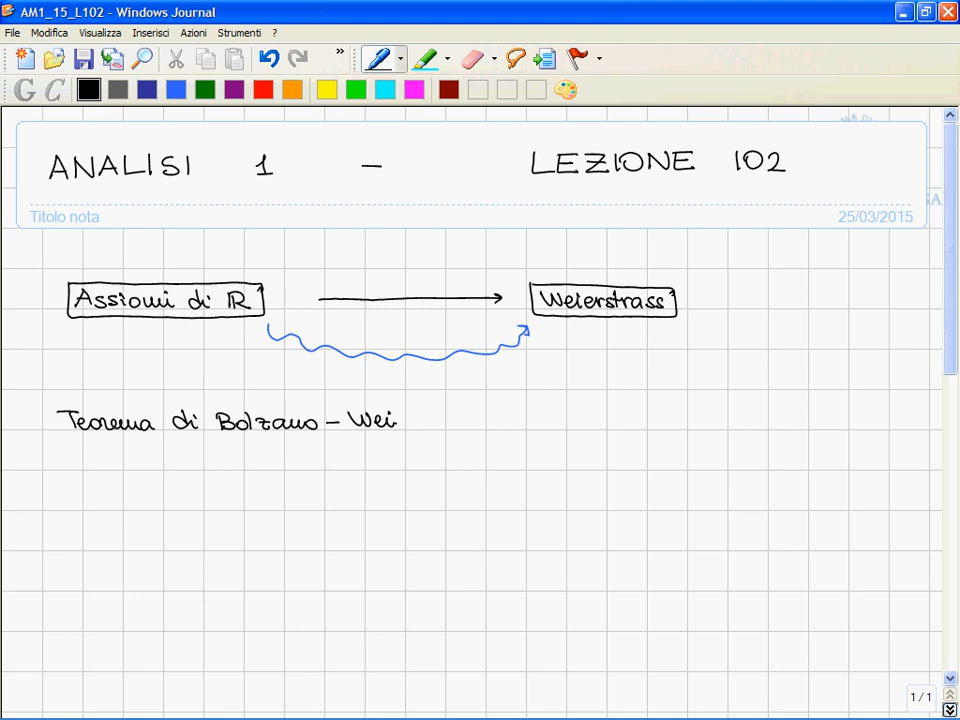 AM1_15_L102 - Windows Journal
File Modifica Visualizza Inserisci Azioni Strumenti ?
ANALISI 1 - LEZIONE 102
Titolo nota 25/03/2015
Assiomi di ℝ → Weierstrass
Teorema di Bolzano - Wei
1 / 1